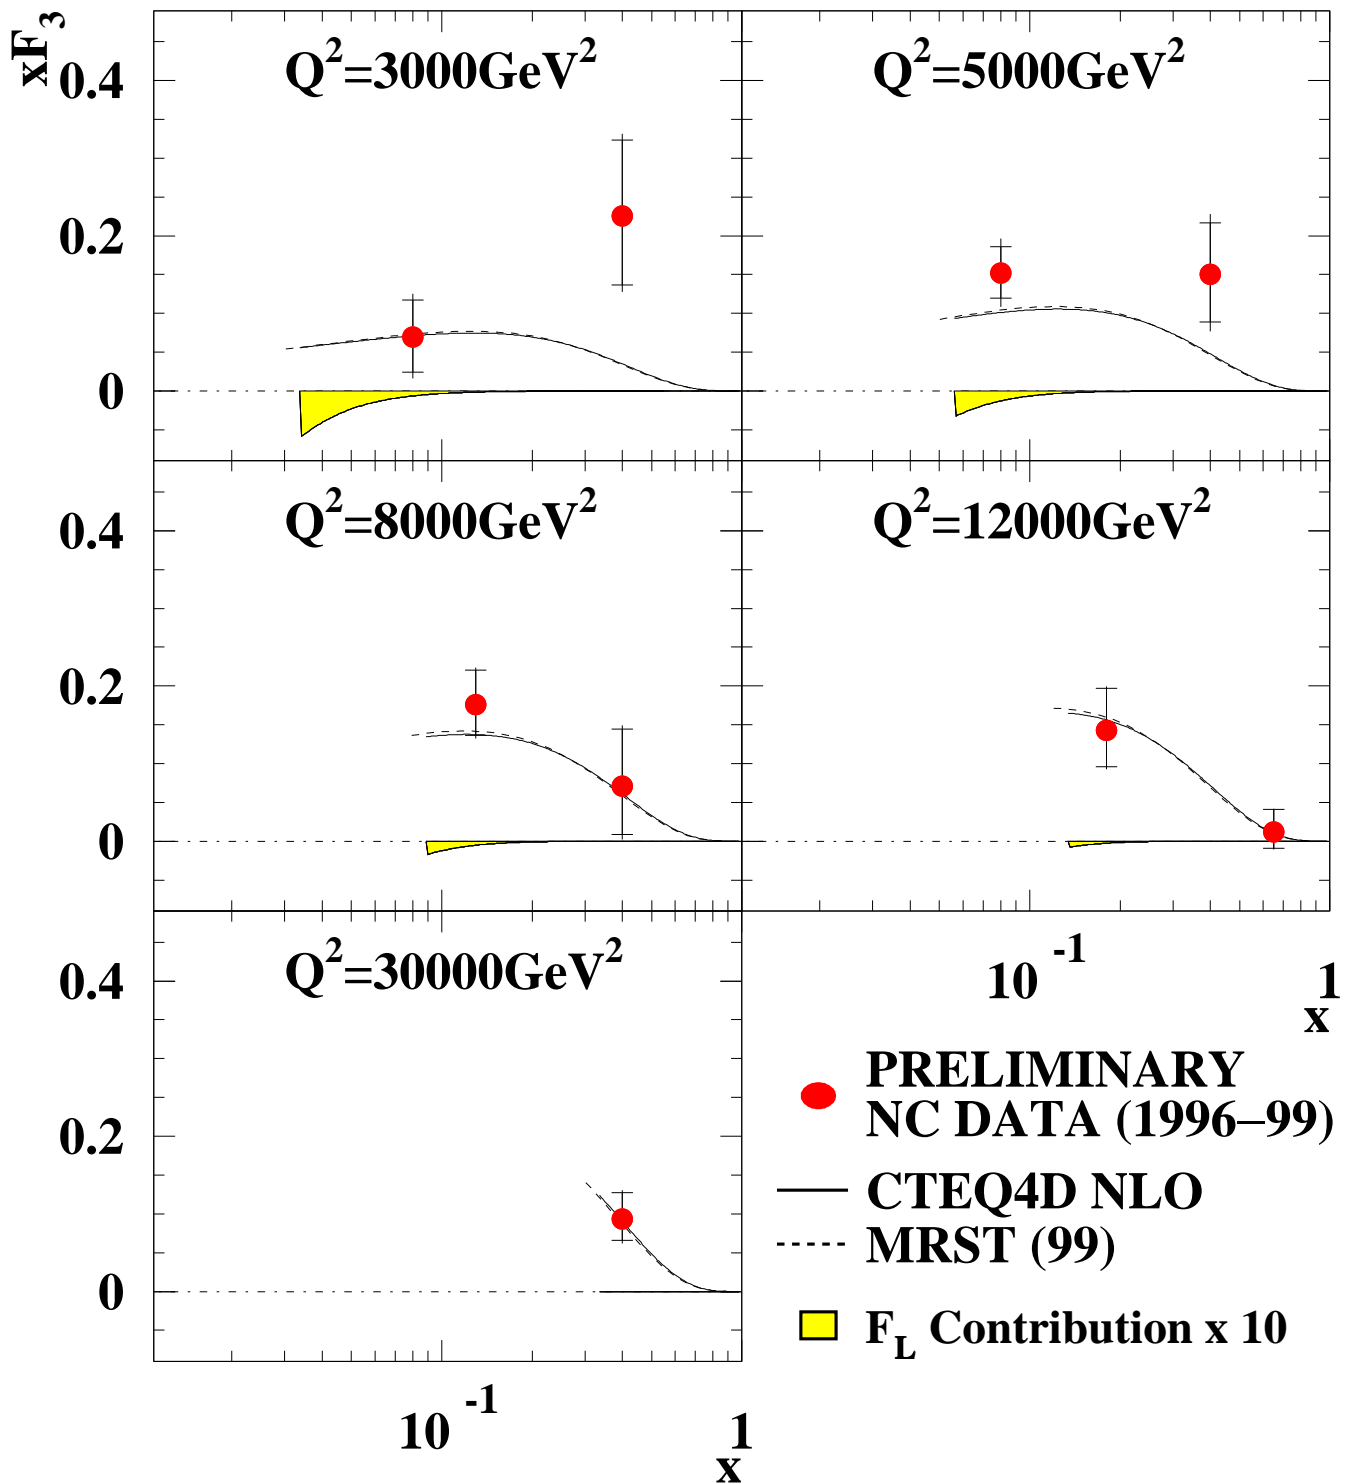 xF3
Q2=3000GeV2
Q2=5000GeV2
0.4
0.2
0
Q2=8000GeV2
Q2=12000GeV2
0.4
0.2
0
Q2=30000GeV2
0.4
0.2
0
10 -1
1
x
10 -1
1
x
PRELIMINARY
NC DATA (1996–99)
CTEQ4D NLO
MRST (99)
FL Contribution x 10